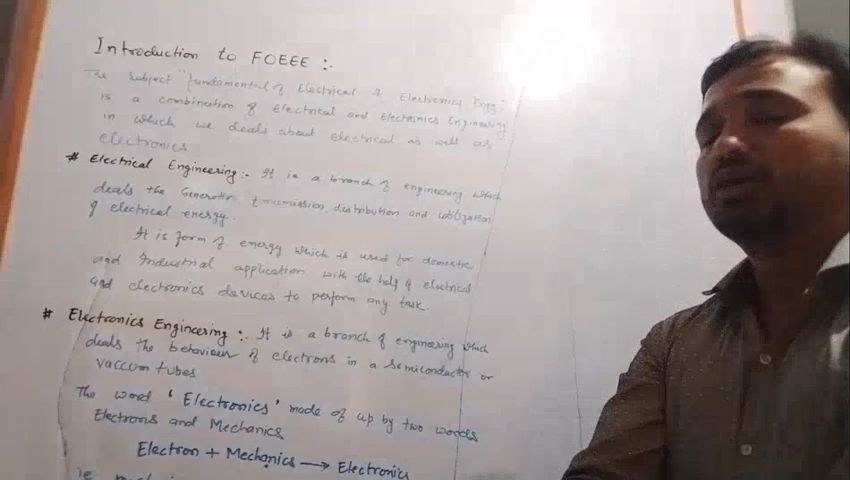 Introduction to FOEEE :-
The subject "fundamental of Electrical & Electronics Engg"
is a combination of Electrical and Electronics Engineering
in which we deals about electrical as well as
electronics
# Electrical Engineering:- It is a branch of engineering which
deals the Generation transmission, distribution and utilization
of electrical energy.
It is form of energy which is used for domestic
and Industrial application with the help of electrical
and electronics devices to perform any task
# Electronics Engineering:- It is a branch of engineering which
deals the behaviour of electrons in a semiconductor or
vaccum tubes
The word 'Electronics' made of up by two words
Electrons and Mechanics
Electron + Mechanics → Electronics
ie